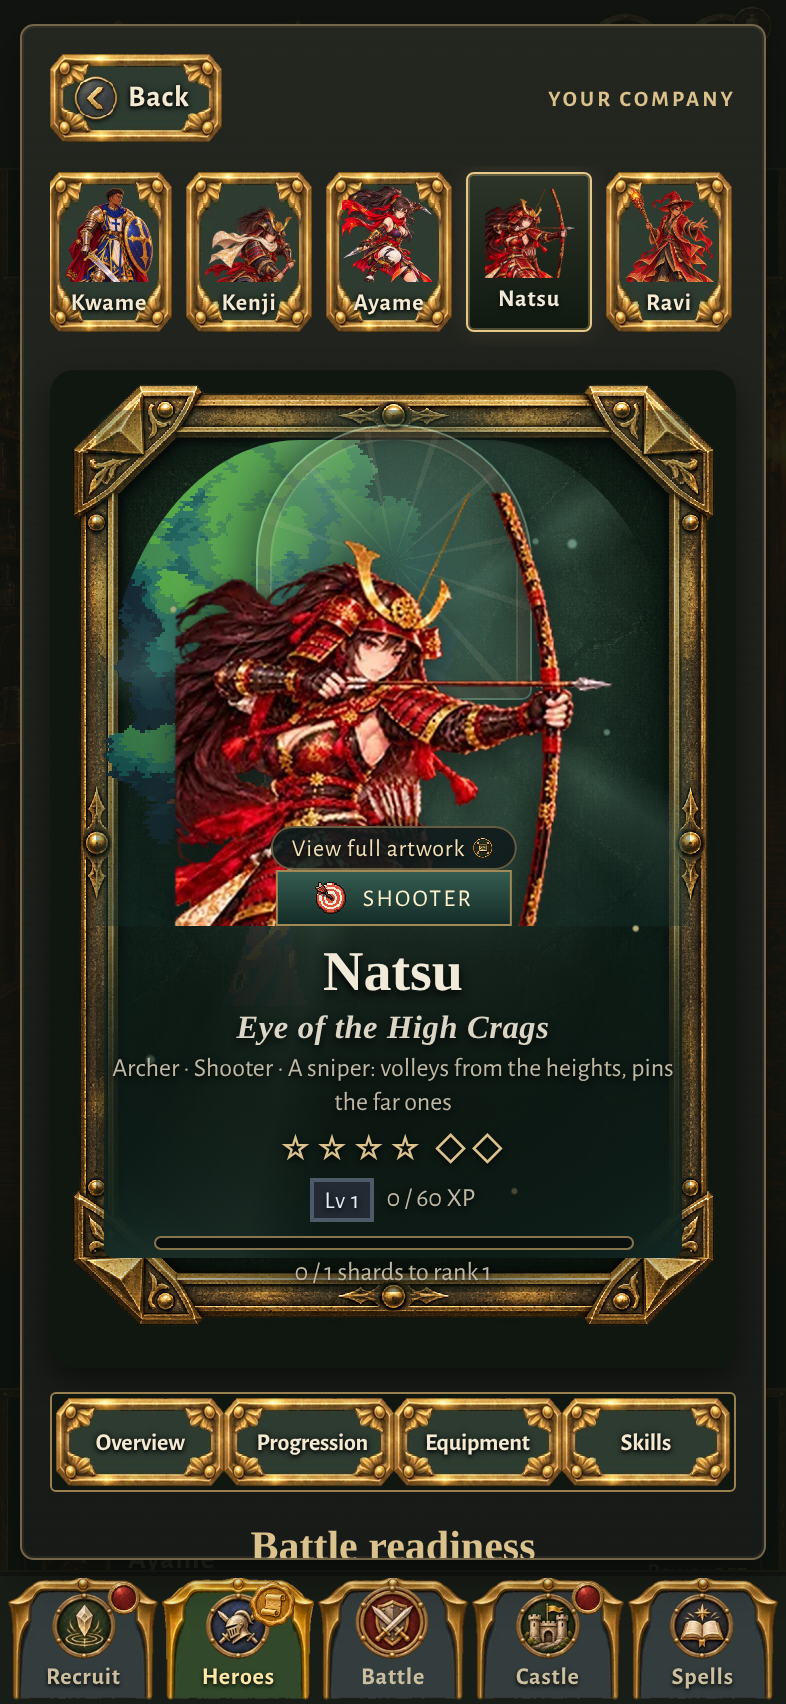 Back
YOUR COMPANY
Kwame
Kenji
Ayame
Natsu
Ravi
View full artwork
SHOOTER
Natsu
Eye of the High Crags
Archer · Shooter · A sniper: volleys from the heights, pins
the far ones
Lv 1
0 / 60 XP
0 / 1 shards to rank 1
Overview
Progression
Equipment
Skills
Battle readiness
Ayame
Recruit
Heroes
Battle
Castle
Spells